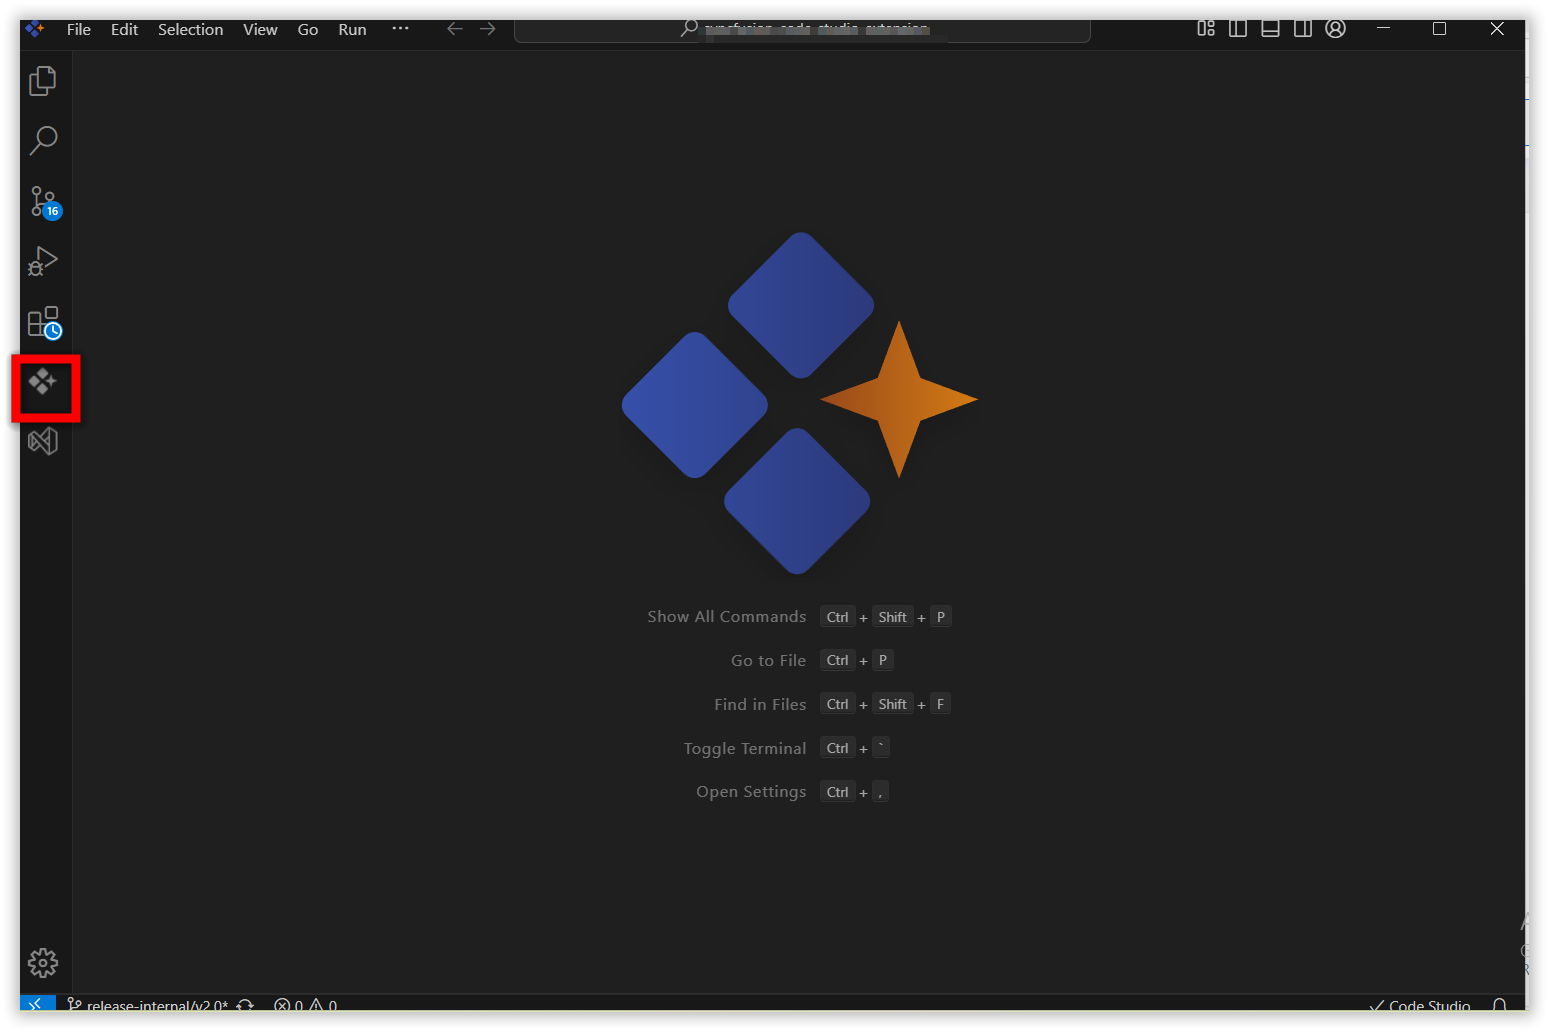 File Edit Selection View Go Run ···
16
Show All Commands Ctrl + Shift + P
Go to File Ctrl + P
Find in Files Ctrl + Shift + F
Toggle Terminal Ctrl + `
Open Settings Ctrl + ,
release-internal/v2.0* 0 0
Code Studio